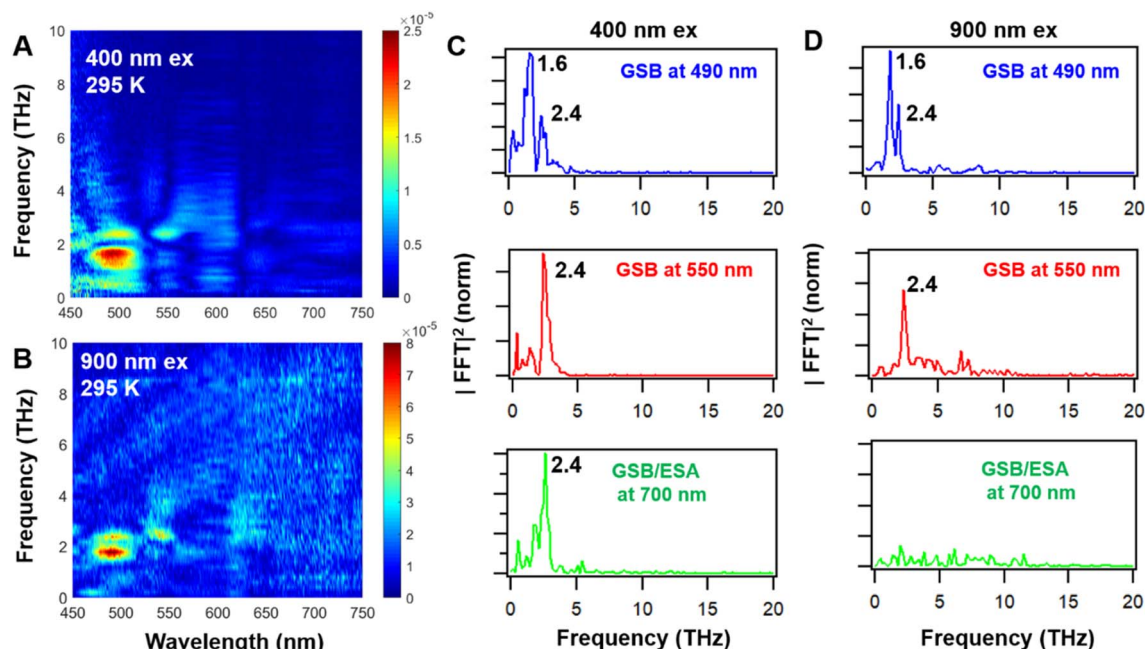 A
400 nm ex
295 K
Frequency (THz)
10
8
6
4
2
0
450 500 550 600 650 700 750
×10⁻⁵
2.5
2
1.5
1
0.5
0
B
900 nm ex
295 K
Frequency (THz)
10
8
6
4
2
0
450 500 550 600 650 700 750
Wavelength (nm)
×10⁻⁵
8
7
6
5
4
3
2
1
0
C
400 nm ex
GSB at 490 nm
1.6
2.4
0 5 10 15 20
| FFT|² (norm)
GSB at 550 nm
2.4
0 5 10 15 20
GSB/ESA
at 700 nm
2.4
0 5 10 15 20
Frequency (THz)
D
900 nm ex
GSB at 490 nm
1.6
2.4
0 5 10 15 20
| FFT|² (norm)
GSB at 550 nm
2.4
0 5 10 15 20
GSB/ESA
at 700 nm
0 5 10 15 20
Frequency (THz)